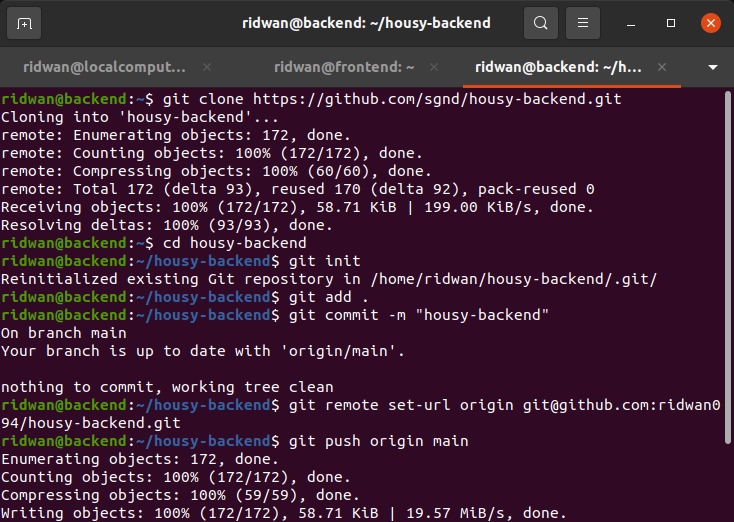 ridwan@backend: ~/housy-backend
ridwan@localcomput...
ridwan@frontend: ~
ridwan@backend: ~/h...
ridwan@backend:~$ git clone https://github.com/sgnd/housy-backend.git
Cloning into 'housy-backend'...
remote: Enumerating objects: 172, done.
remote: Counting objects: 100% (172/172), done.
remote: Compressing objects: 100% (60/60), done.
remote: Total 172 (delta 93), reused 170 (delta 92), pack-reused 0
Receiving objects: 100% (172/172), 58.71 KiB | 199.00 KiB/s, done.
Resolving deltas: 100% (93/93), done.
ridwan@backend:~$ cd housy-backend
ridwan@backend:~/housy-backend$ git init
Reinitialized existing Git repository in /home/ridwan/housy-backend/.git/
ridwan@backend:~/housy-backend$ git add .
ridwan@backend:~/housy-backend$ git commit -m "housy-backend"
On branch main
Your branch is up to date with 'origin/main'.
nothing to commit, working tree clean
ridwan@backend:~/housy-backend$ git remote set-url origin git@github.com:ridwan0
94/housy-backend.git
ridwan@backend:~/housy-backend$ git push origin main
Enumerating objects: 172, done.
Counting objects: 100% (172/172), done.
Compressing objects: 100% (59/59), done.
Writing objects: 100% (172/172), 58.71 KiB | 19.57 MiB/s, done.